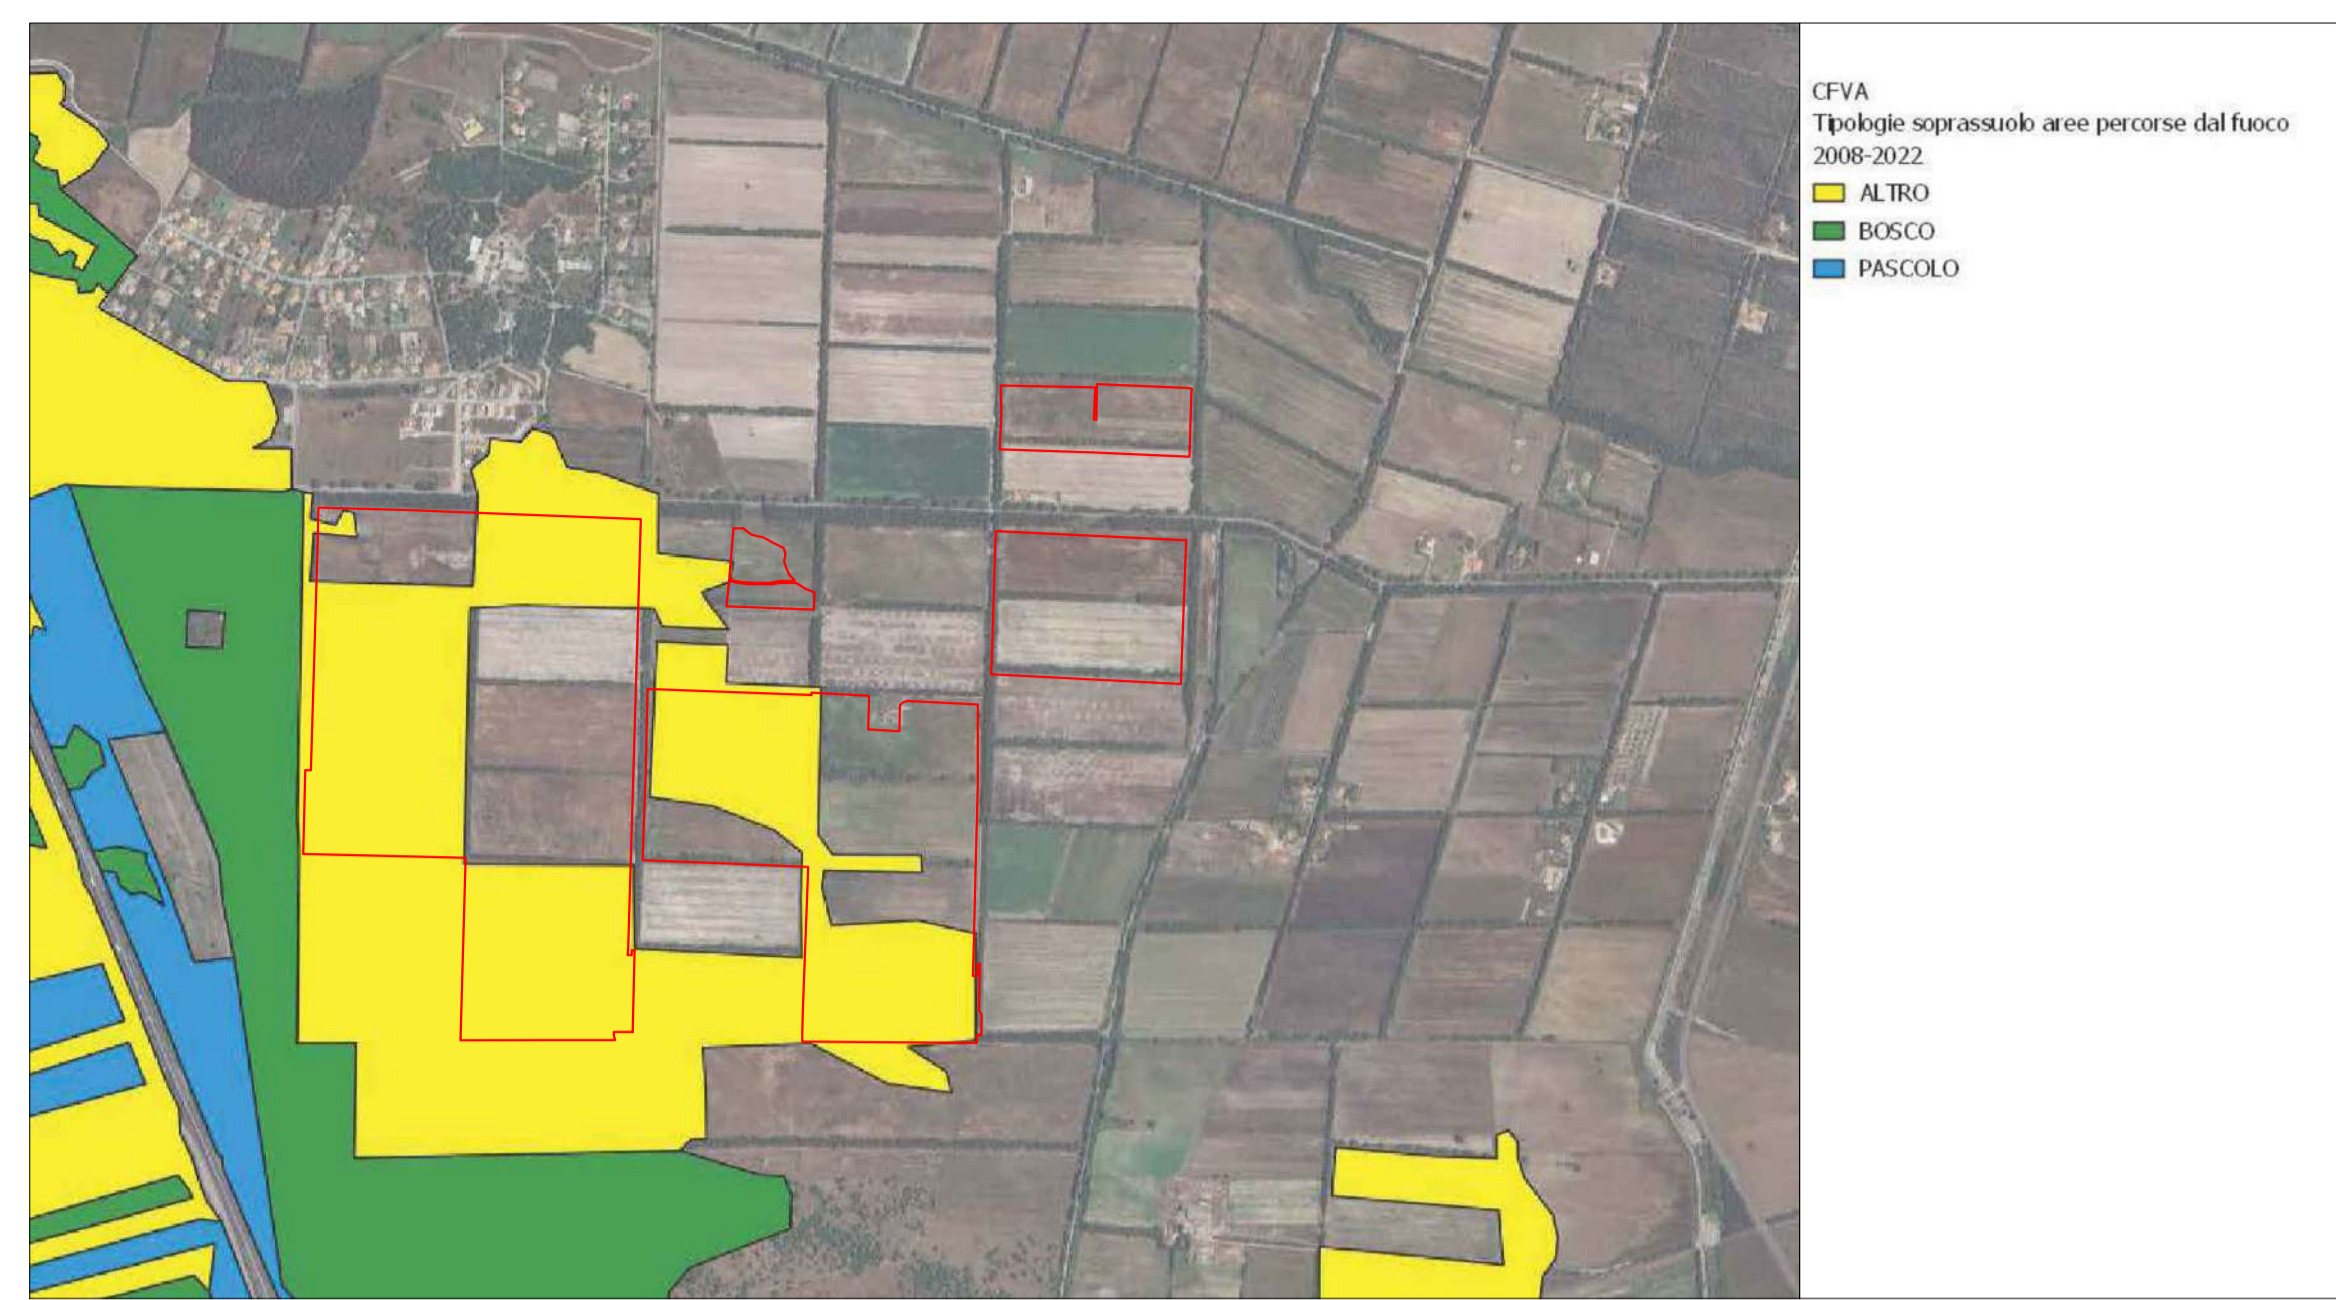 CFVA
Tipologie soprassuolo aree percorse dal fuoco
2008-2022
ALTRO
BOSCO
PASCOLO